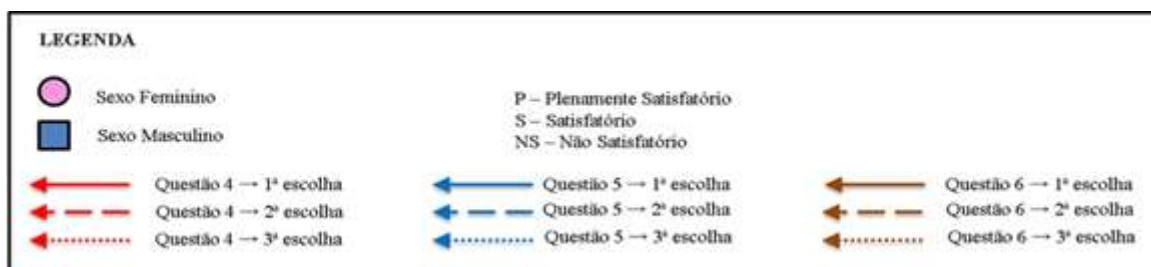 LEGENDA
Sexo Feminino
Sexo Masculino
P – Plenamente Satisfatório
S – Satisfatório
NS – Não Satisfatório
Questão 4 → 1ª escolha
Questão 5 → 1ª escolha
Questão 6 → 1ª escolha
Questão 4 → 2ª escolha
Questão 5 → 2ª escolha
Questão 6 → 2ª escolha
Questão 4 → 3ª escolha
Questão 5 → 3ª escolha
Questão 6 → 3ª escolha